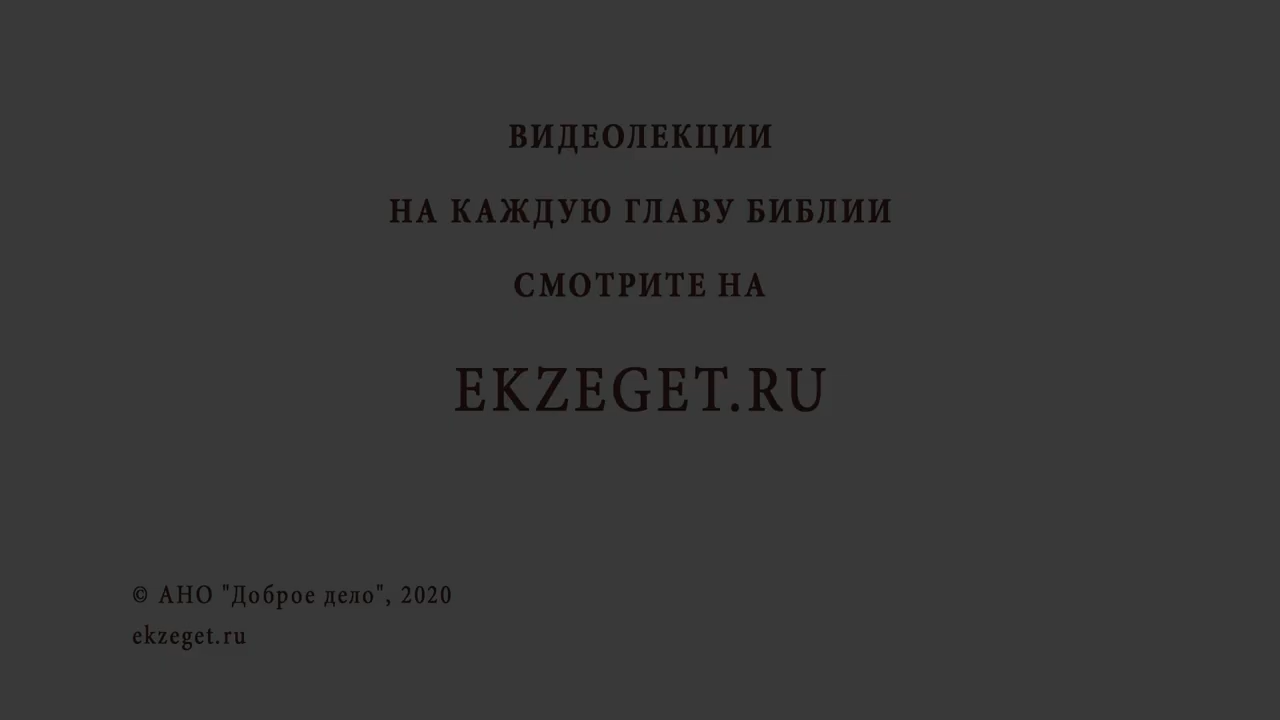 ВИДЕОЛЕКЦИИ
НА КАЖДУЮ ГЛАВУ БИБЛИИ
СМОТРИТЕ НА
EKZEGET.RU
© АНО "Доброе дело", 2020
ekzeget.ru